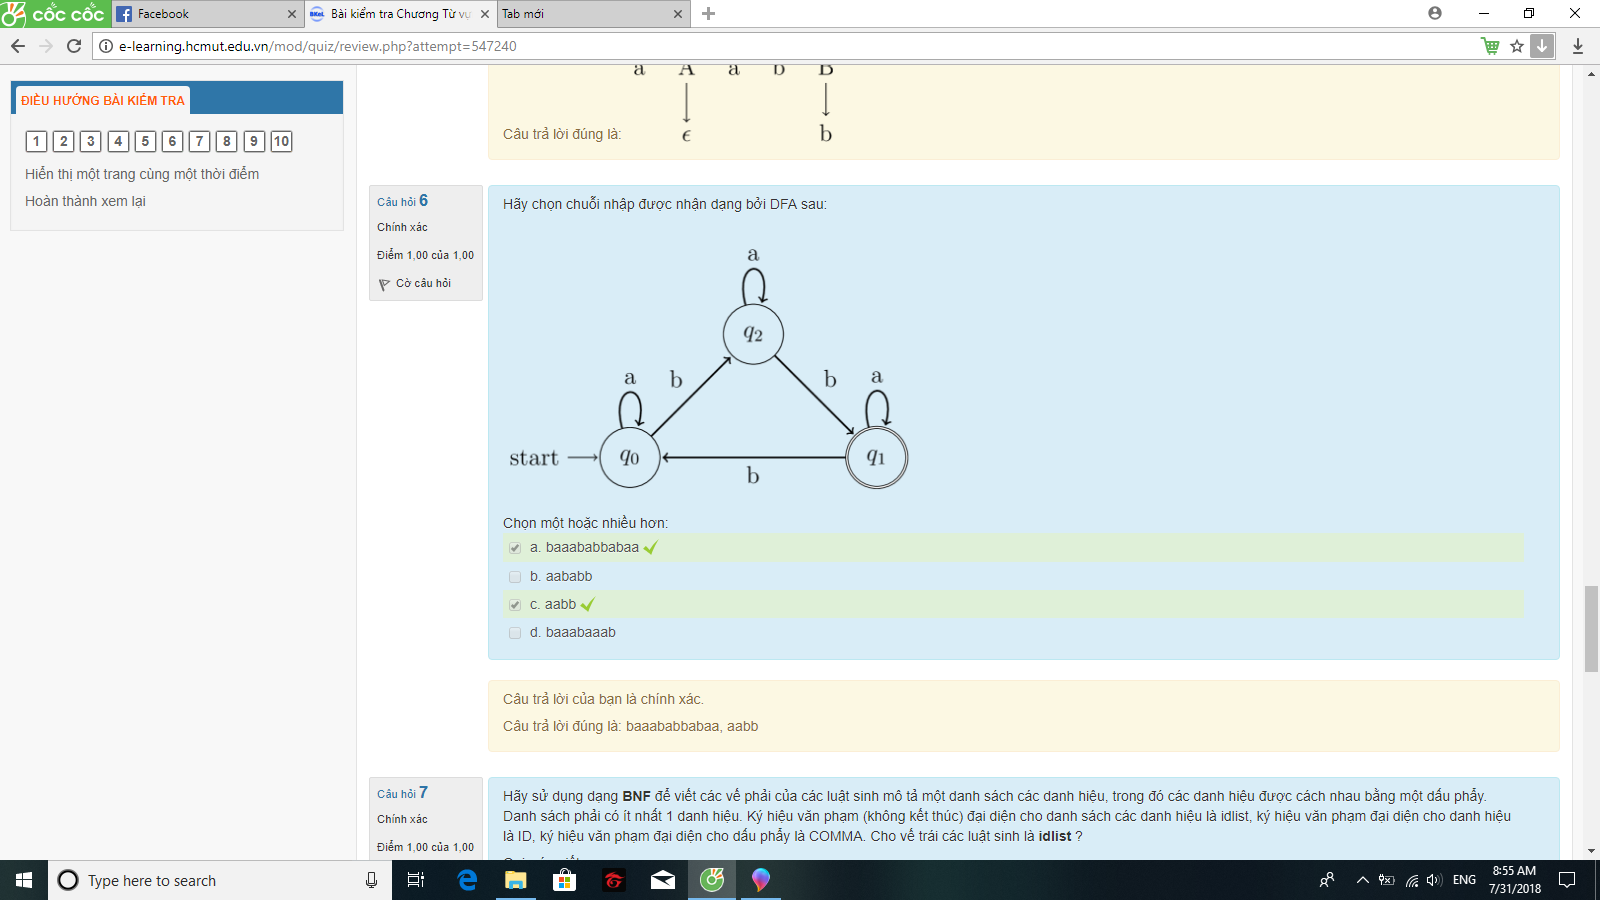 cốc cốc
Facebook
Bài kiểm tra Chương Từ vự
Tab mới
e-learning.hcmut.edu.vn/mod/quiz/review.php?attempt=547240
ĐIỀU HƯỚNG BÀI KIỂM TRA
1 2 3 4 5 6 7 8 9 10
Hiển thị một trang cùng một thời điểm
Hoàn thành xem lại
a A a b B
Câu trả lời đúng là: ϵ b
Câu hỏi 6
Chính xác
Điểm 1,00 của 1,00
Cờ câu hỏi
Hãy chọn chuỗi nhập được nhận dạng bởi DFA sau:
a
q2
a b b a
start q0 q1
b
Chọn một hoặc nhiều hơn:
a. baaababbabaa
b. aababb
c. aabb
d. baaabaaab
Câu trả lời của bạn là chính xác.
Câu trả lời đúng là: baaababbabaa, aabb
Câu hỏi 7
Chính xác
Điểm 1,00 của 1,00
Hãy sử dụng dạng BNF để viết các vế phải của các luật sinh mô tả một danh sách các danh hiệu, trong đó các danh hiệu được cách nhau bằng một dấu phẩy.
Danh sách phải có ít nhất 1 danh hiệu. Ký hiệu văn phạm (không kết thúc) đại diện cho danh sách các danh hiệu là idlist, ký hiệu văn phạm đại diện cho danh hiệu
là ID, ký hiệu văn phạm đại diện cho dấu phẩy là COMMA. Cho vế trái các luật sinh là idlist ?
Type here to search
ENG
8:55 AM
7/31/2018